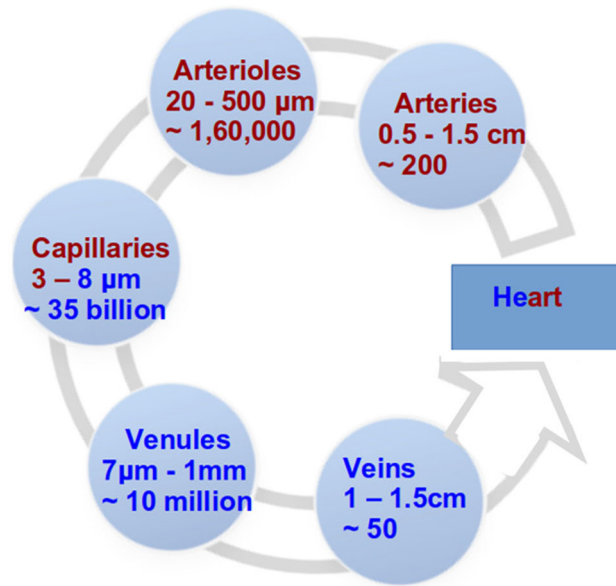 Arterioles
20 - 500 µm
~ 1,60,000
Arteries
0.5 - 1.5 cm
~ 200
Capillaries
3 – 8 µm
~ 35 billion
Heart
Venules
7µm - 1mm
~ 10 million
Veins
1 – 1.5cm
~ 50